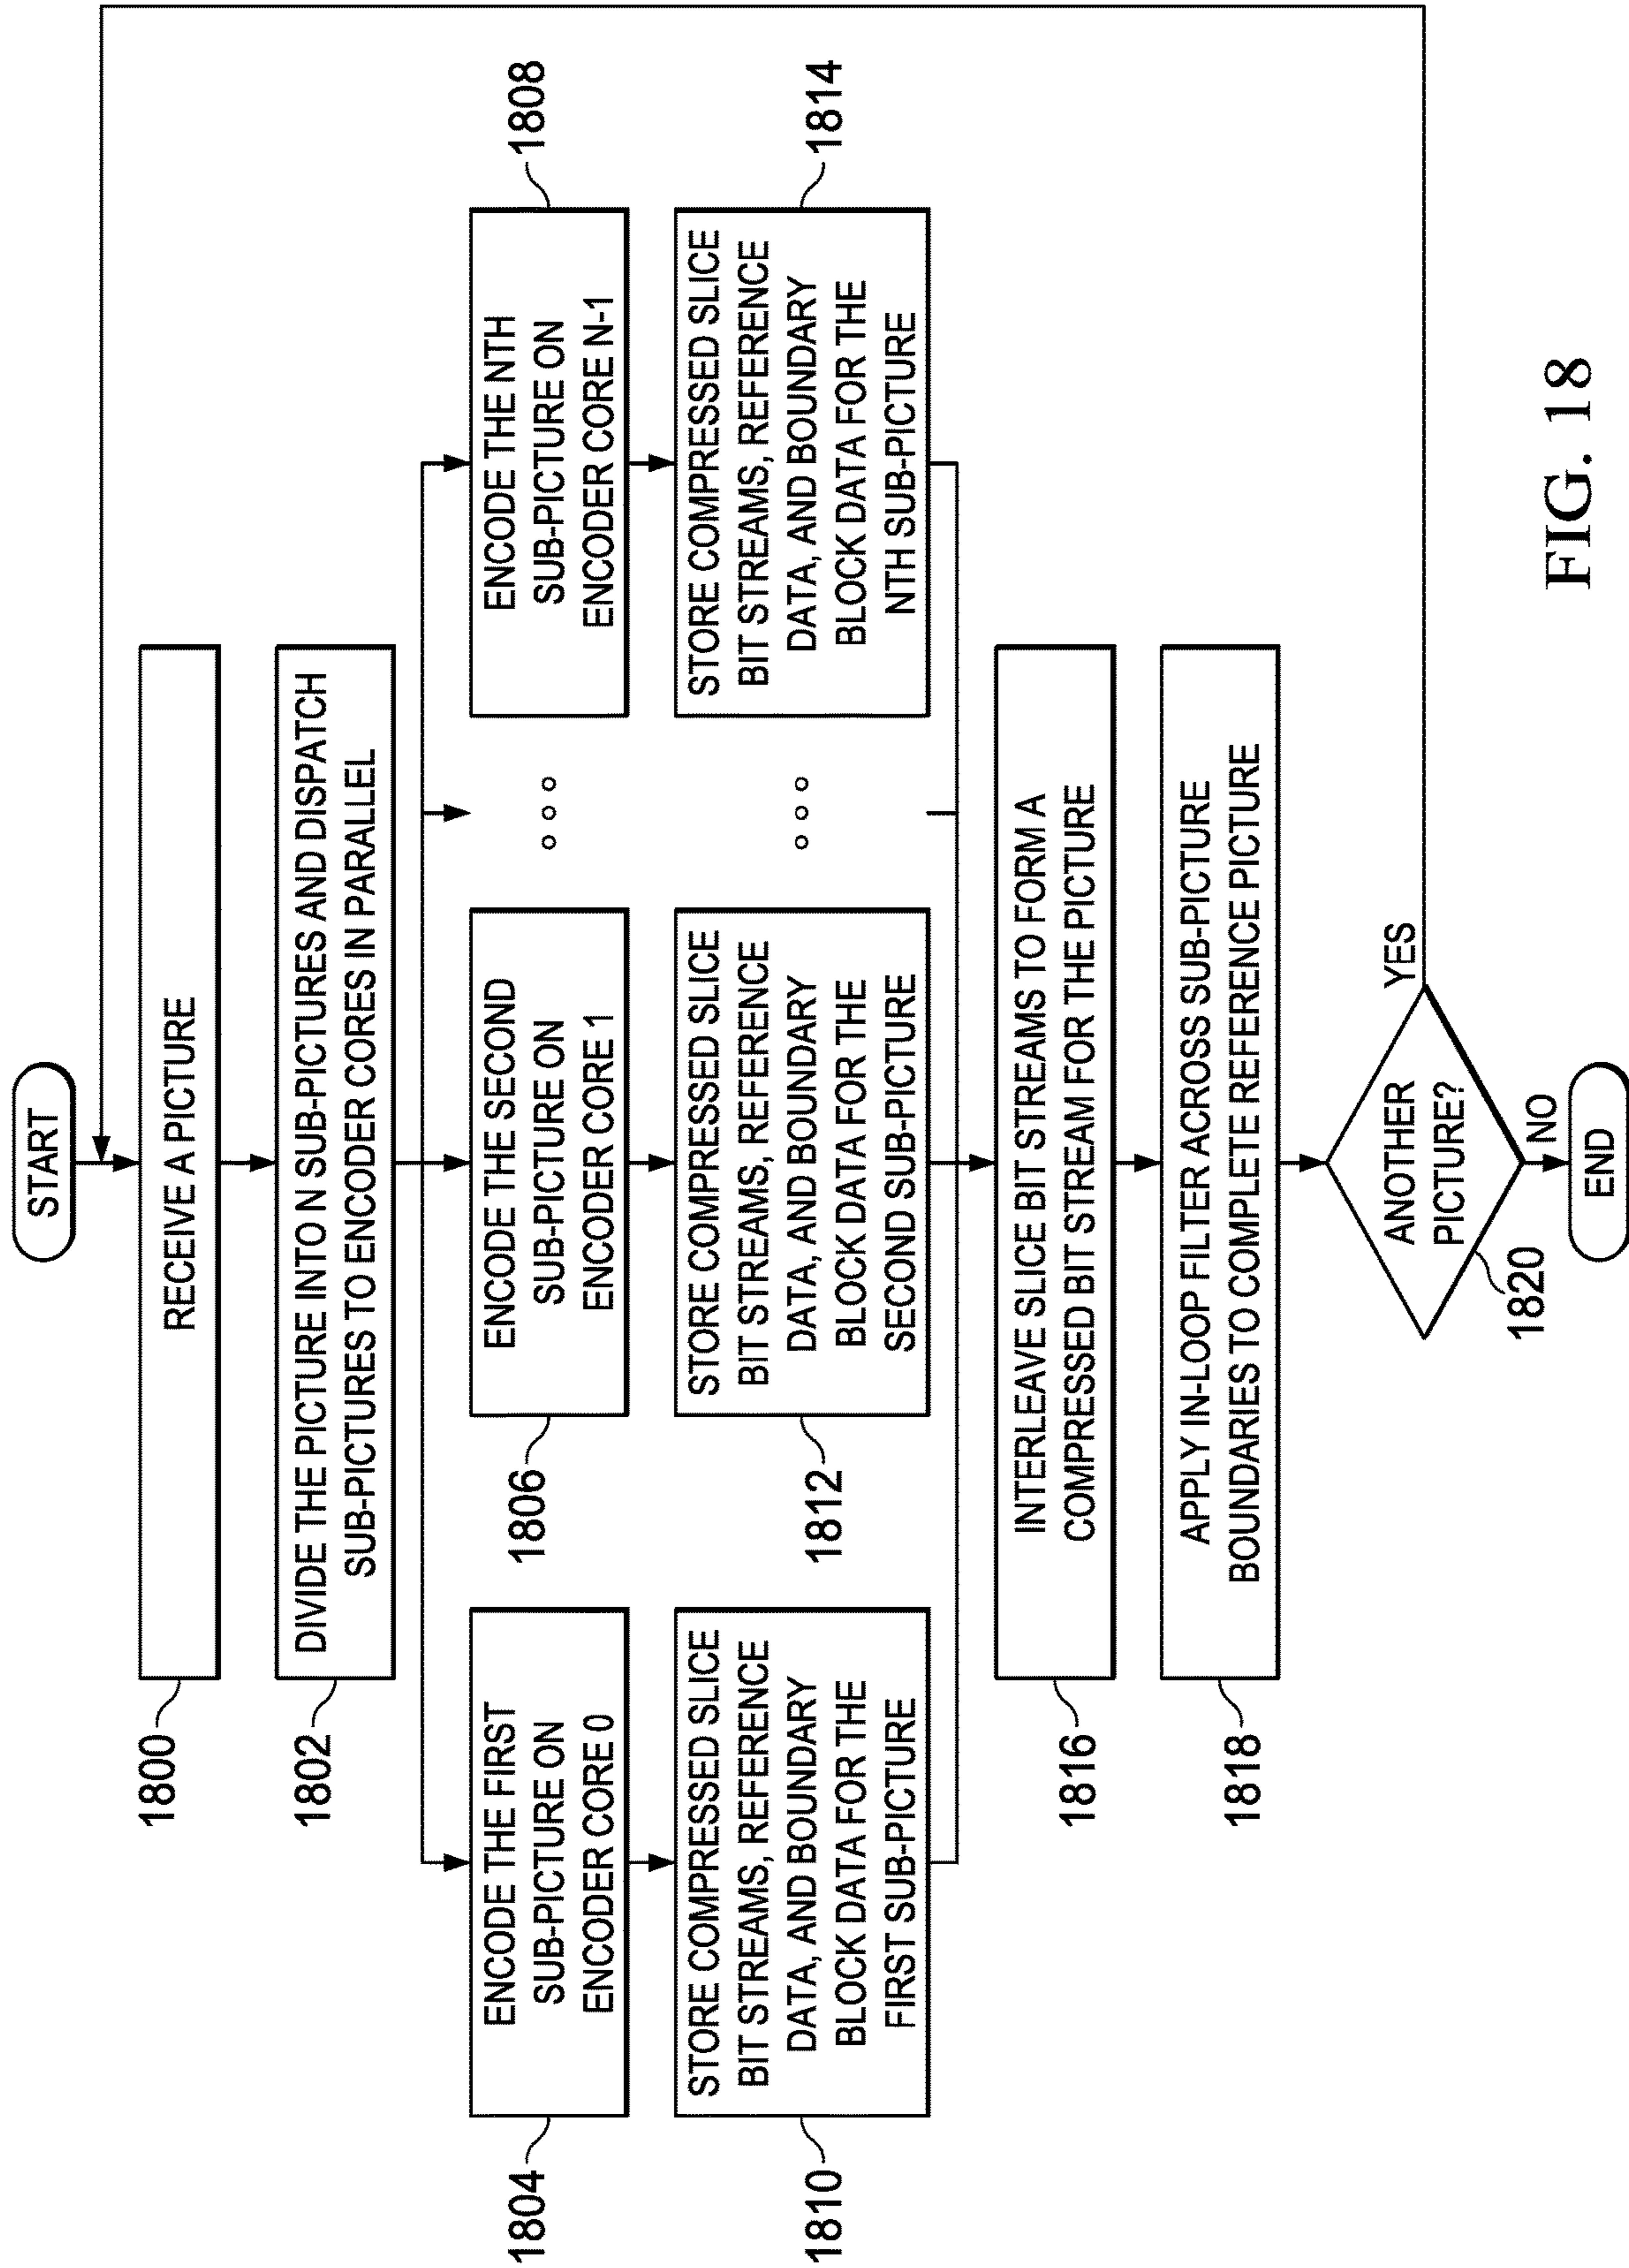 START
1800
RECEIVE A PICTURE
1802
DIVIDE THE PICTURE INTO N SUB-PICTURES AND DISPATCH
SUB-PICTURES TO ENCODER CORES IN PARALLEL
1804
ENCODE THE FIRST
SUB-PICTURE ON
ENCODER CORE 0
1806
ENCODE THE SECOND
SUB-PICTURE ON
ENCODER CORE 1
1808
ENCODE THE NTH
SUB-PICTURE ON
ENCODER CORE N-1
1810
STORE COMPRESSED SLICE
BIT STREAMS, REFERENCE
DATA, AND BOUNDARY
BLOCK DATA FOR THE
FIRST SUB-PICTURE
1812
STORE COMPRESSED SLICE
BIT STREAMS, REFERENCE
DATA, AND BOUNDARY
BLOCK DATA FOR THE
SECOND SUB-PICTURE
1814
STORE COMPRESSED SLICE
BIT STREAMS, REFERENCE
DATA, AND BOUNDARY
BLOCK DATA FOR THE
NTH SUB-PICTURE
1816
INTERLEAVE SLICE BIT STREAMS TO FORM A
COMPRESSED BIT STREAM FOR THE PICTURE
1818
APPLY IN-LOOP FILTER ACROSS SUB-PICTURE
BOUNDARIES TO COMPLETE REFERENCE PICTURE
1820
ANOTHER
PICTURE?
YES
NO
END
FIG. 18